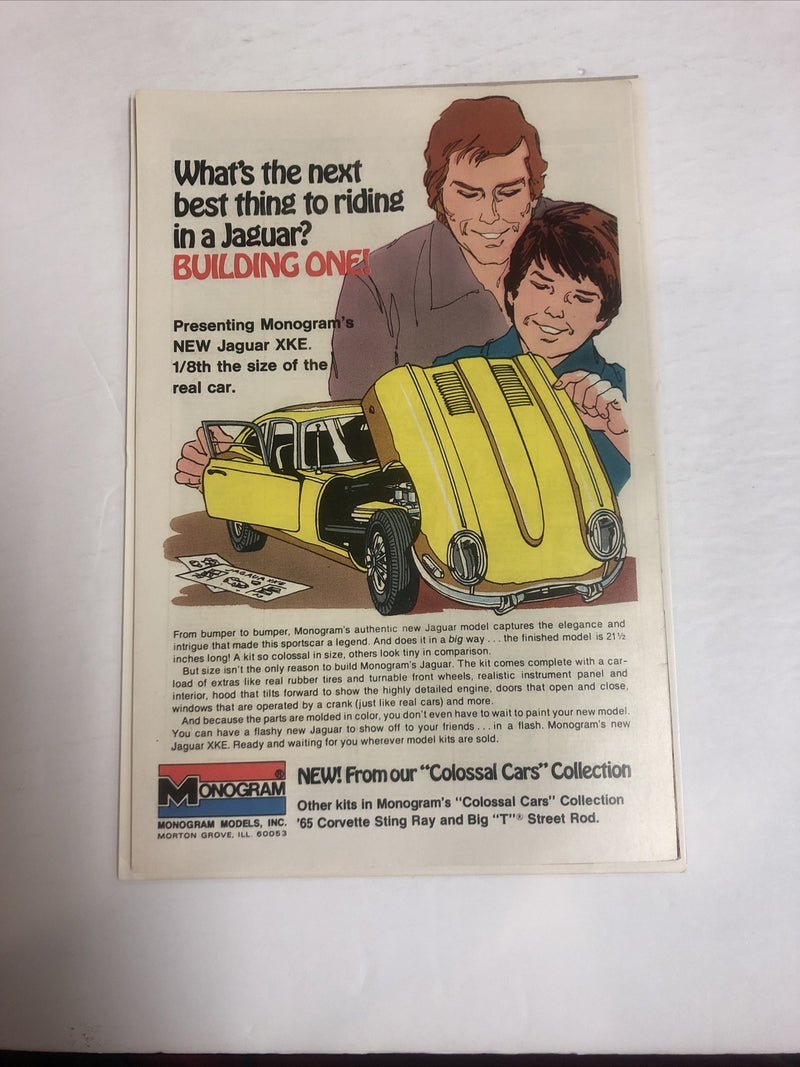 What's the next
best thing to riding
in a Jaguar?
BUILDING ONE!
Presenting Monogram's
NEW Jaguar XKE.
1/8th the size of the
real car.
JAGUAR XKE
From bumper to bumper, Monogram's authentic new Jaguar model captures the elegance and
intrigue that made this sportscar a legend. And does it in a big way . . . the finished model is 21½
inches long! A kit so colossal in size, others look tiny in comparison.
But size isn't the only reason to build Monogram's Jaguar. The kit comes complete with a car-
load of extras like real rubber tires and turnable front wheels, realistic instrument panel and
interior, hood that tilts forward to show the highly detailed engine, doors that open and close,
windows that are operated by a crank (just like real cars) and more.
And because the parts are molded in color, you don't even have to wait to paint your new model.
You can have a flashy new Jaguar to show off to your friends . . . in a flash. Monogram's new
Jaguar XKE. Ready and waiting for you wherever model kits are sold.
MONOGRAM®
MONOGRAM MODELS, INC.
MORTON GROVE, ILL. 60053
NEW! From our "Colossal Cars" Collection
Other kits in Monogram's "Colossal Cars" Collection
'65 Corvette Sting Ray and Big "T"® Street Rod.